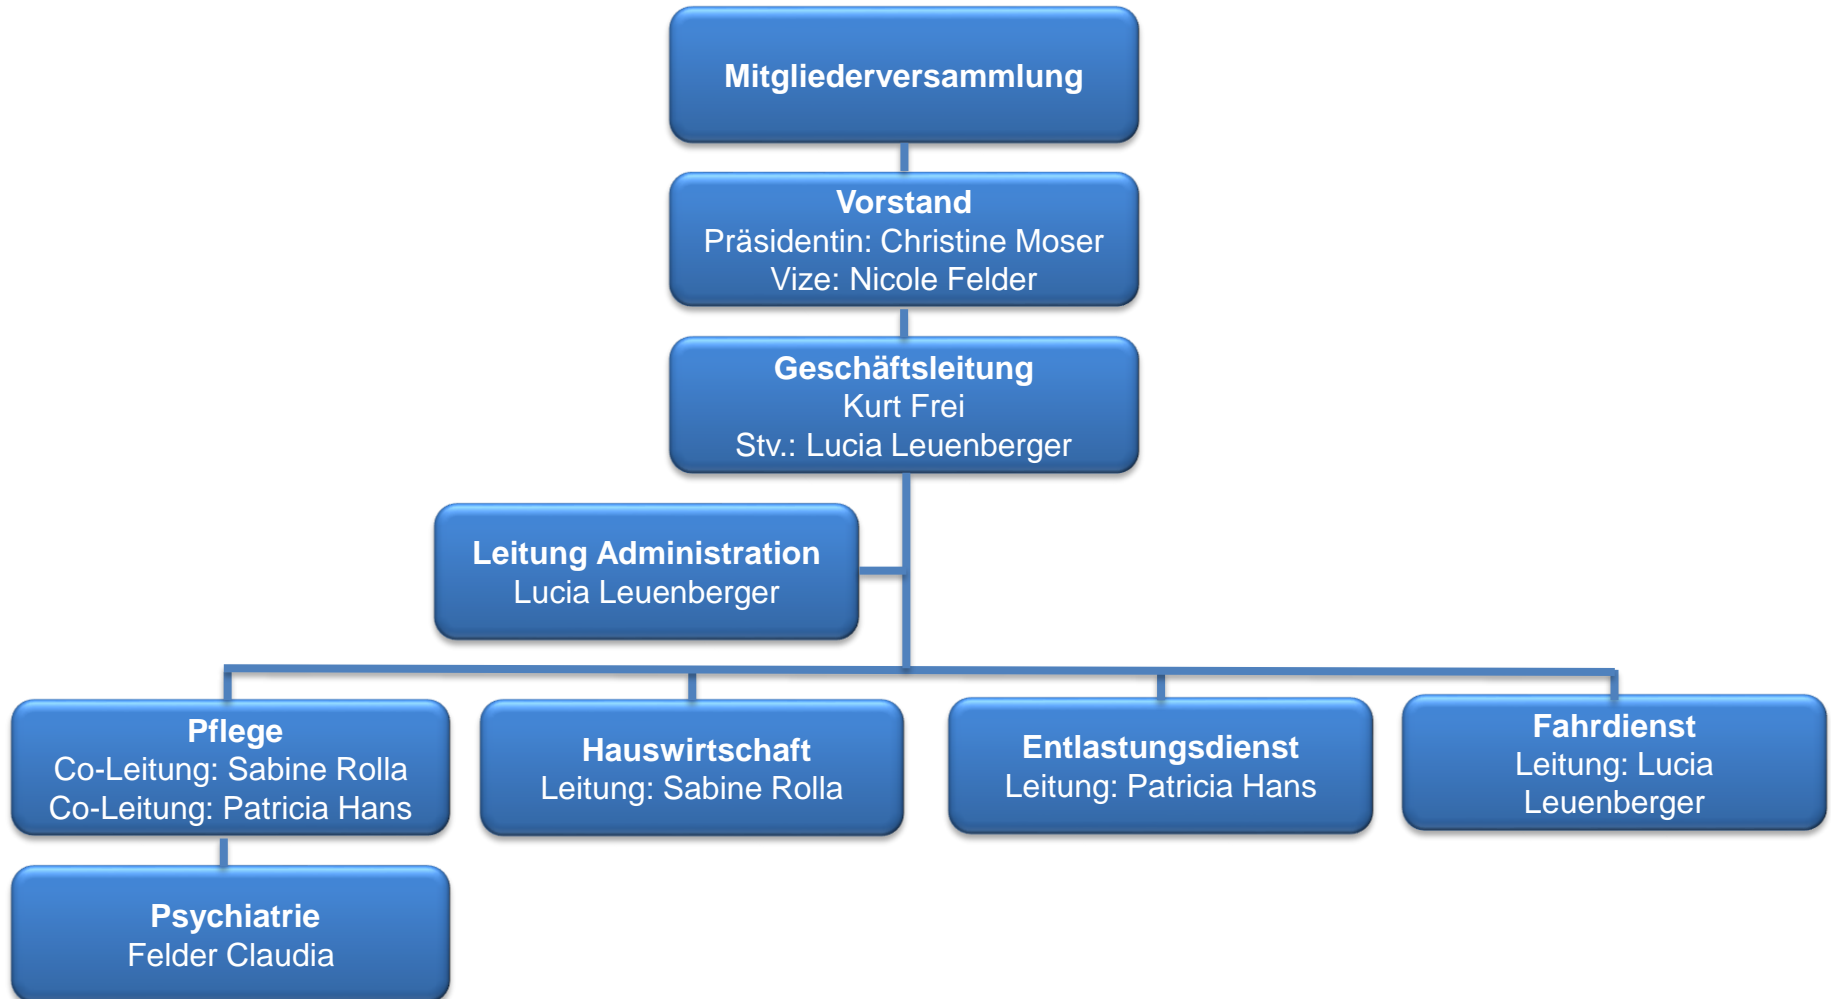 Mitgliederversammlung
Vorstand
Präsidentin: Christine Moser
Vize: Nicole Felder
Geschäftsleitung
Kurt Frei
Stv.: Lucia Leuenberger
Leitung Administration
Lucia Leuenberger
Pflege
Co-Leitung: Sabine Rolla
Co-Leitung: Patricia Hans
Hauswirtschaft
Leitung: Sabine Rolla
Entlastungsdienst
Leitung: Patricia Hans
Fahrdienst
Leitung: Lucia
Leuenberger
Psychiatrie
Felder Claudia